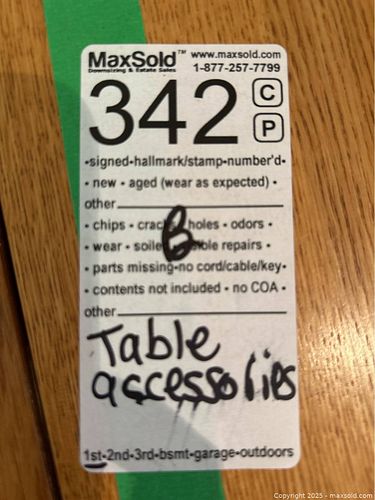 MaxSold™ www.maxsold.com
Downsizing & Estate Sales 1-877-257-7799
342 C
P
•signed•hallmark/stamp•number'd•
• new • aged (wear as expected) •
other
• chips • cracks holes • odors •
B
• wear • soile ible repairs •
• parts missing•no cord/cable/key•
• contents not included • no COA •
other
Table
accessories
1st•2nd•3rd•bsmt•garage•outdoors
Copyright 2025 - maxsold.com